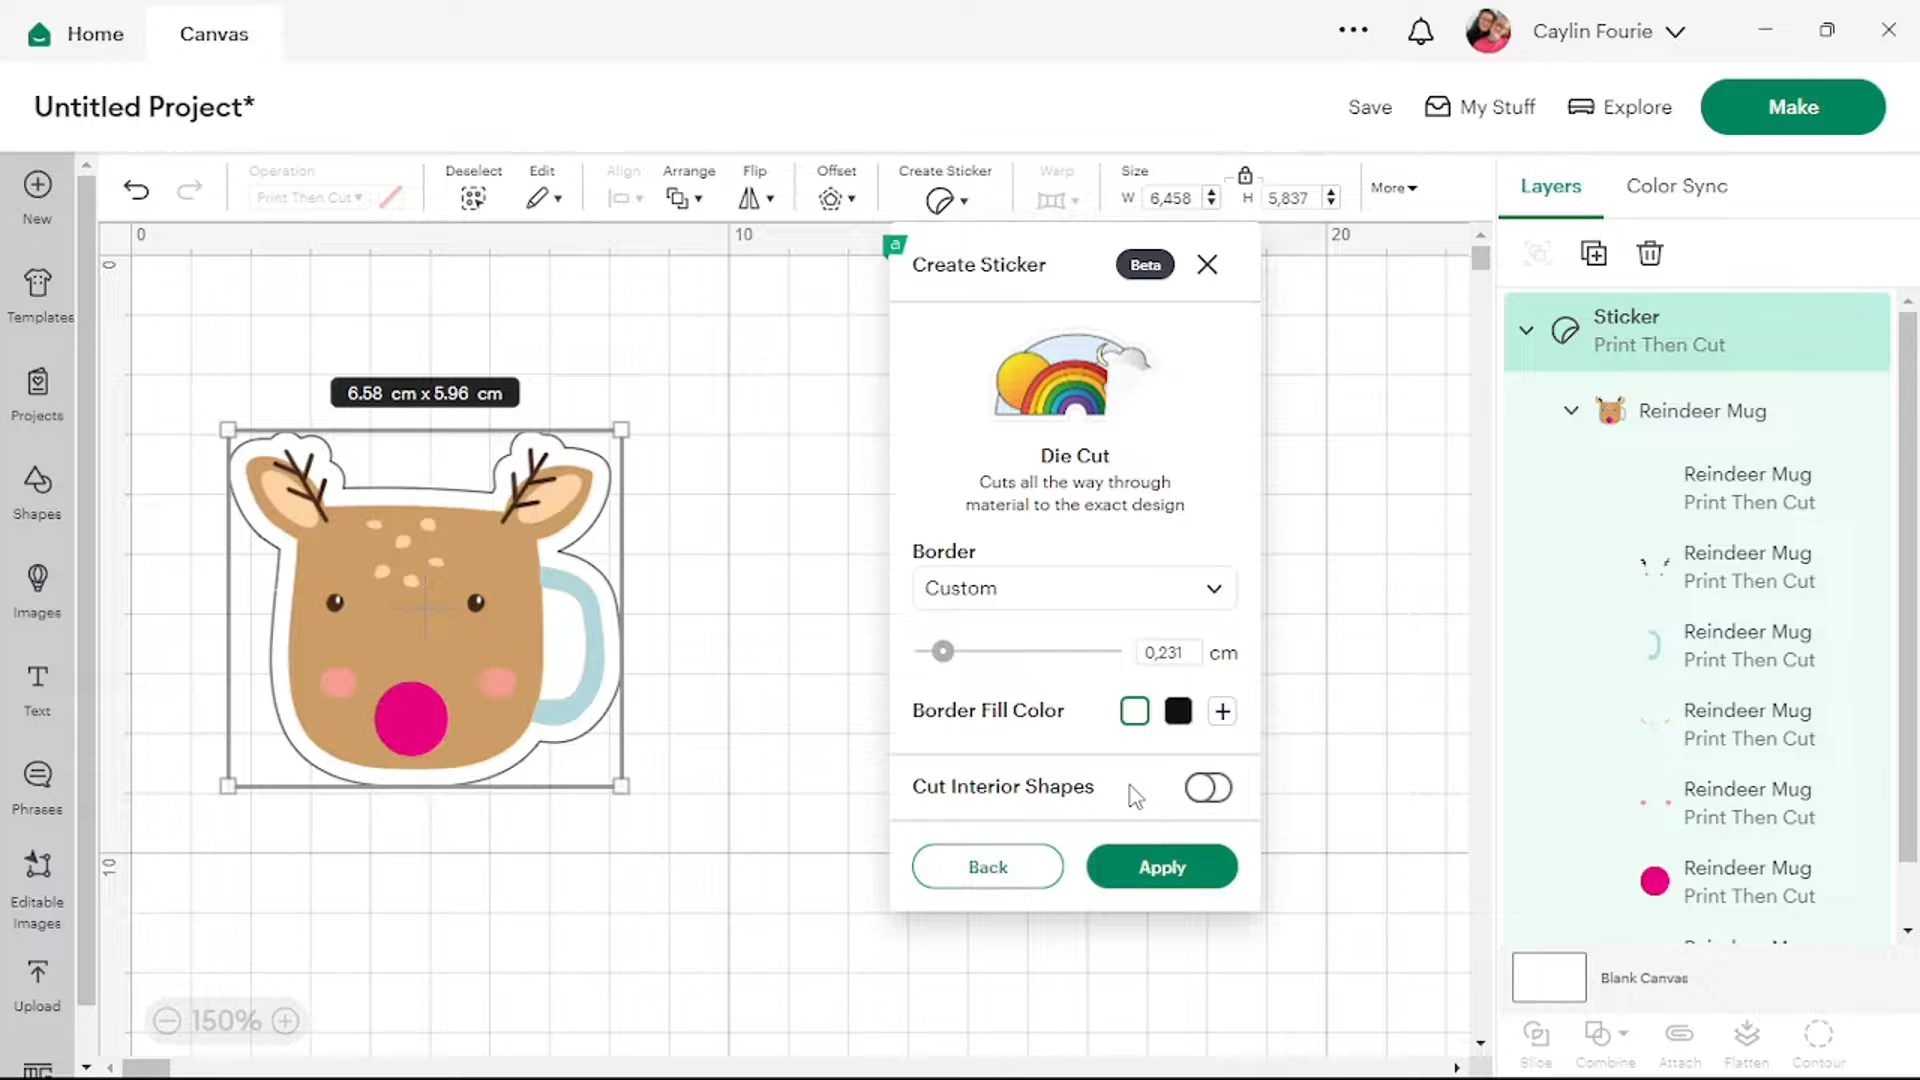 Home
Canvas
Caylin Fourie
Untitled Project*
Save
My Stuff
Explore
Make
Operation
Print Then Cut
Deselect
Edit
Align
Arrange
Flip
Offset
Create Sticker
Warp
Size
W 6,458
H 5,837
More
Layers
Color Sync
New
Templates
Projects
Shapes
Images
Text
Phrases
Editable
Images
Upload
0
10
20
0
10
6.58 cm x 5.96 cm
a
Create Sticker
Beta
Die Cut
Cuts all the way through
material to the exact design
Border
Custom
0,231 cm
Border Fill Color
Cut Interior Shapes
Back
Apply
Sticker
Print Then Cut
Reindeer Mug
Reindeer Mug
Print Then Cut
Reindeer Mug
Print Then Cut
Reindeer Mug
Print Then Cut
Reindeer Mug
Print Then Cut
Reindeer Mug
Print Then Cut
Reindeer Mug
Print Then Cut
Blank Canvas
Slice
Combine
Attach
Flatten
Contour
150%